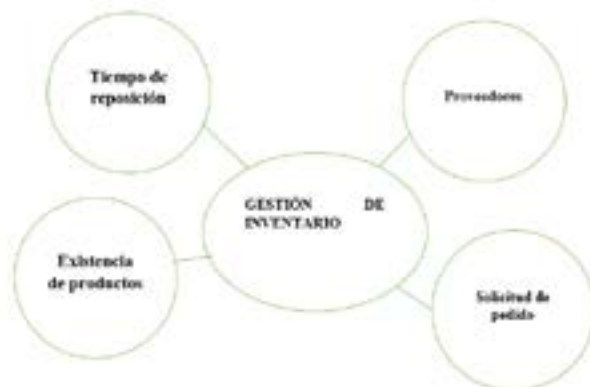 Tiempo de
reposición
Proveedores
GESTIÓN DE
INVENTARIO
Existencia
de productos
Solicitud de
pedido